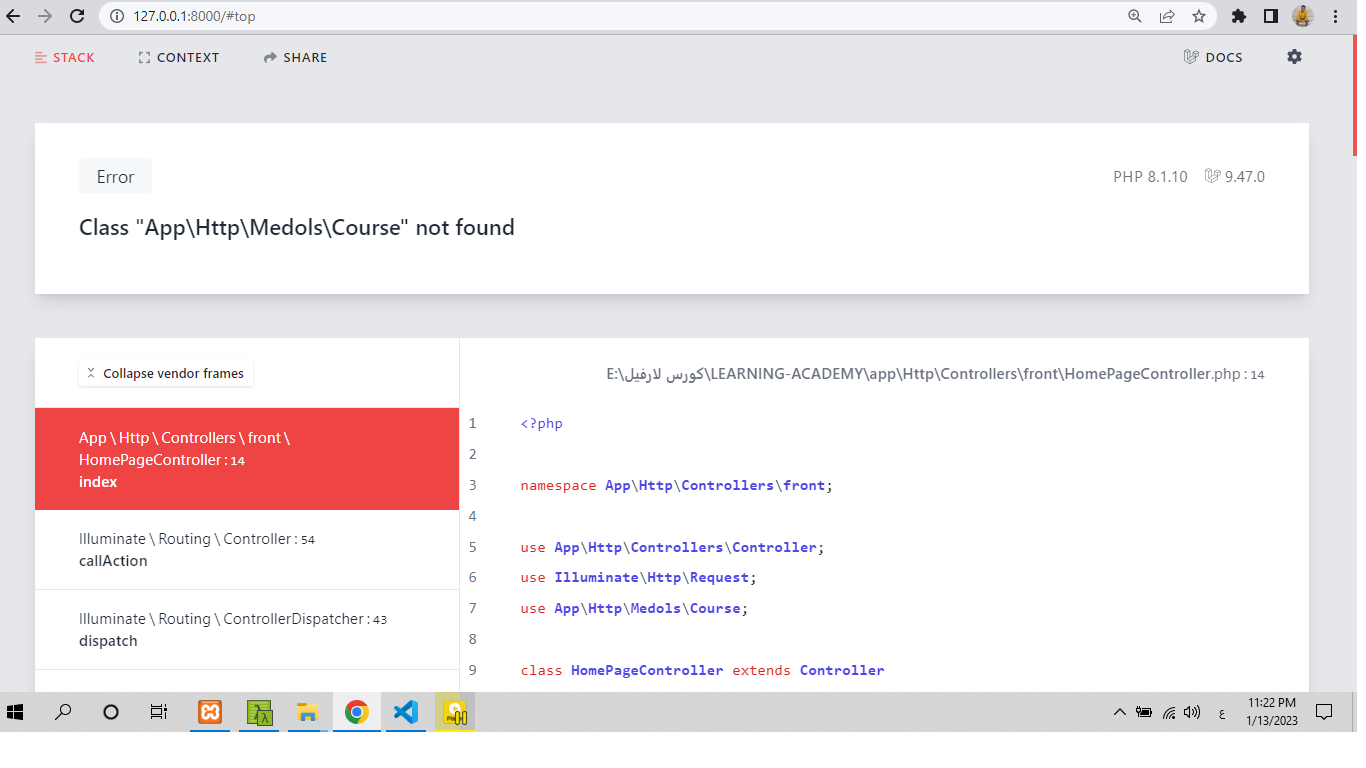 127.0.0.1:8000/#top
STACK
CONTEXT
SHARE
DOCS
Error
PHP 8.1.10
9.47.0
Class "App\Http\Medols\Course" not found
Collapse vendor frames
E:\كورس لارفيل\LEARNING-ACADEMY\app\Http\Controllers\front\HomePageController.php : 14
App \ Http \ Controllers \ front \
HomePageController : 14
index
Illuminate \ Routing \ Controller : 54
callAction
Illuminate \ Routing \ ControllerDispatcher : 43
dispatch
1 <?php
2
3 namespace App\Http\Controllers\front;
4
5 use App\Http\Controllers\Controller;
6 use Illuminate\Http\Request;
7 use App\Http\Medols\Course;
8
9 class HomePageController extends Controller
ع
11:22 PM
1/13/2023